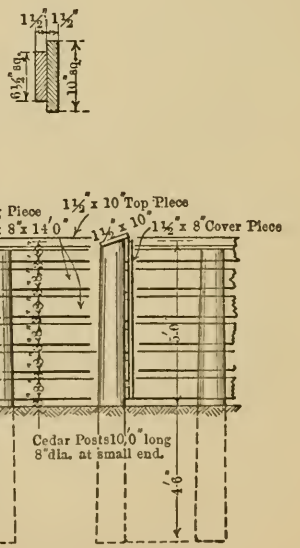 1½" 1½"
6½" sq.
10" sq.
Piece
x 8" x 14'0"
1½" x 10" Top Piece
1½" x 10"
1½" x 8" Cover Piece
5'-0"
Cedar Posts 10'0" long
8" dia. at small end.
4'-6"